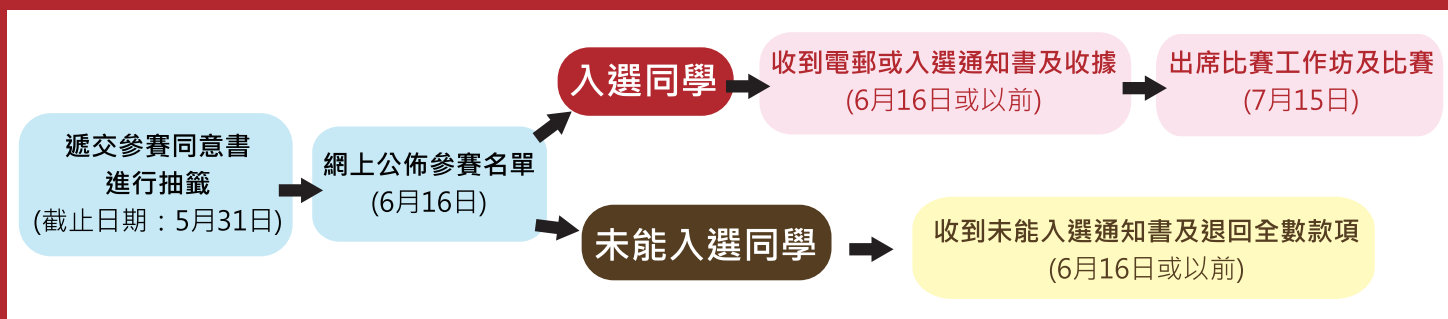 遞交參賽同意書
進行抽籤
(截止日期：5月31日)
網上公佈參賽名單
(6月16日)
入選同學
收到電郵或入選通知書及收據
(6月16日或以前)
出席比賽工作坊及比賽
(7月15日)
未能入選同學
收到未能入選通知書及退回全數款項
(6月16日或以前)